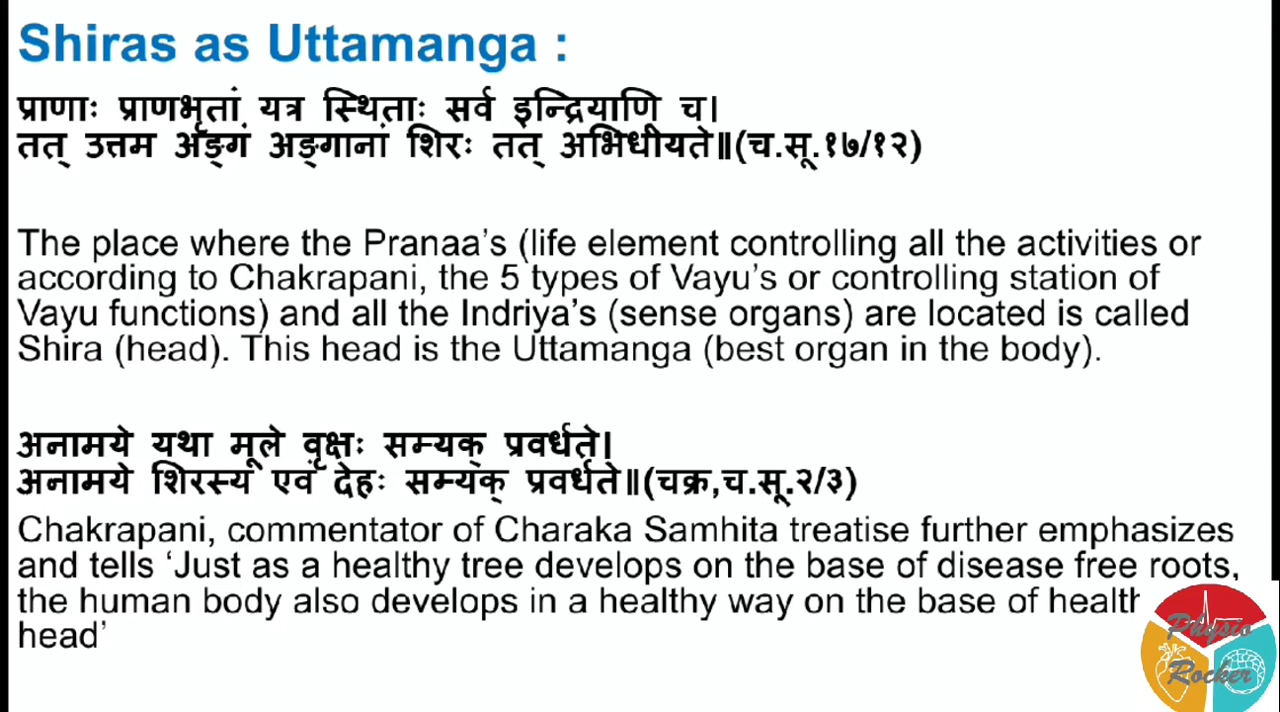 Shiras as Uttamanga :
प्राणाः प्राणभृतां यत्र स्थिताः सर्व इन्द्रियाणि च।
तत् उत्तम अङ्गं अङ्गानां शिरः तत् अभिधीयते॥(च.सू.१७/१२)
The place where the Pranaa's (life element controlling all the activities or
according to Chakrapani, the 5 types of Vayu's or controlling station of
Vayu functions) and all the Indriya's (sense organs) are located is called
Shira (head). This head is the Uttamanga (best organ in the body).
अनामये यथा मूले वृक्षः सम्यक् प्रवर्धते।
अनामये शिरस्य एवं देहः सम्यक् प्रवर्धते॥(चक्र,च.सू.२/३)
Chakrapani, commentator of Charaka Samhita treatise further emphasizes
and tells ‘Just as a healthy tree develops on the base of disease free roots,
the human body also develops in a healthy way on the base of health
head’
Physio
Rocker